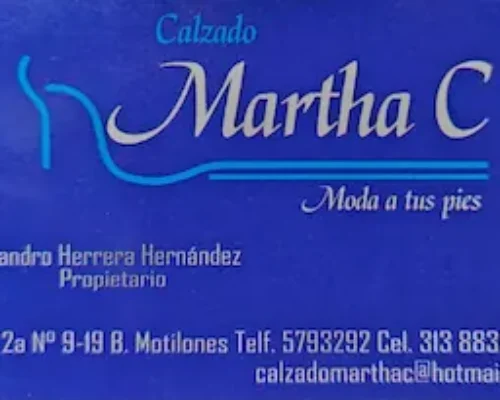 Calzado
Martha C
Moda a tus pies
andro Herrera Hernández
Propietario
2a Nº 9-19 B. Motilones Telf. 5793292 Cel. 313 883
calzadomarthac@hotmai